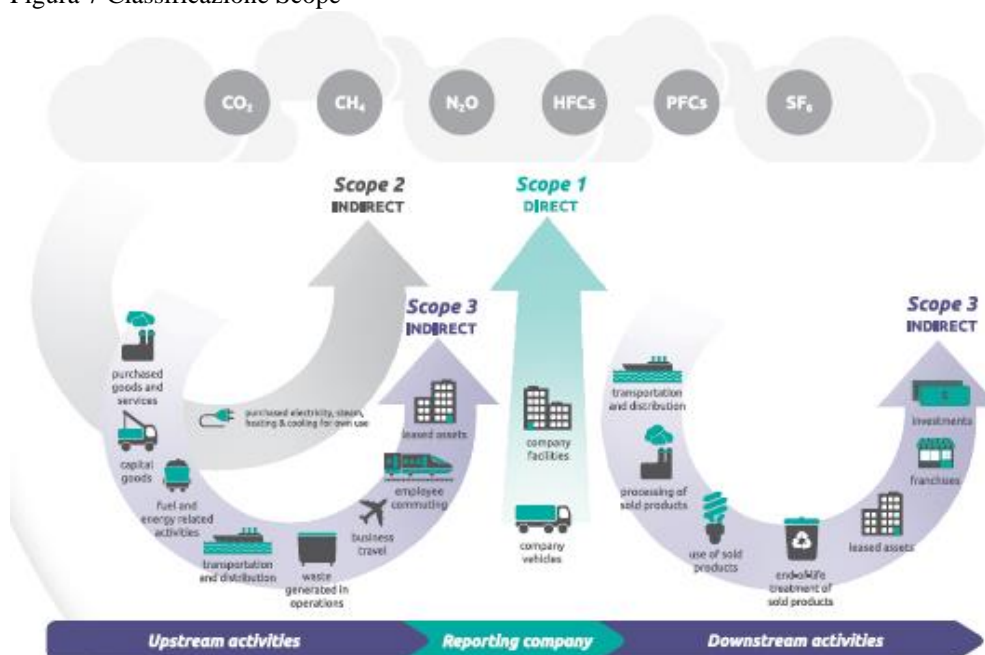 Figura 7 Classificazione Scope
CO₂
CH₄
N₂O
HFCs
PFCs
SF₆
Scope 2
INDIRECT
Scope 1
DIRECT
Scope 3
INDIRECT
Scope 3
INDIRECT
purchased
goods and
services
capital
goods
fuel and
energy related
activities
purchased electricity, steam,
heating & cooling for own use
transportation
and distribution
waste
generated in
operations
business
travel
employee
commuting
leased assets
company
facilities
company
vehicles
transportation
and distribution
processing of
sold products
use of sold
products
end-of-life
treatment of
sold products
leased assets
franchises
investments
Upstream activities
Reporting company
Downstream activities